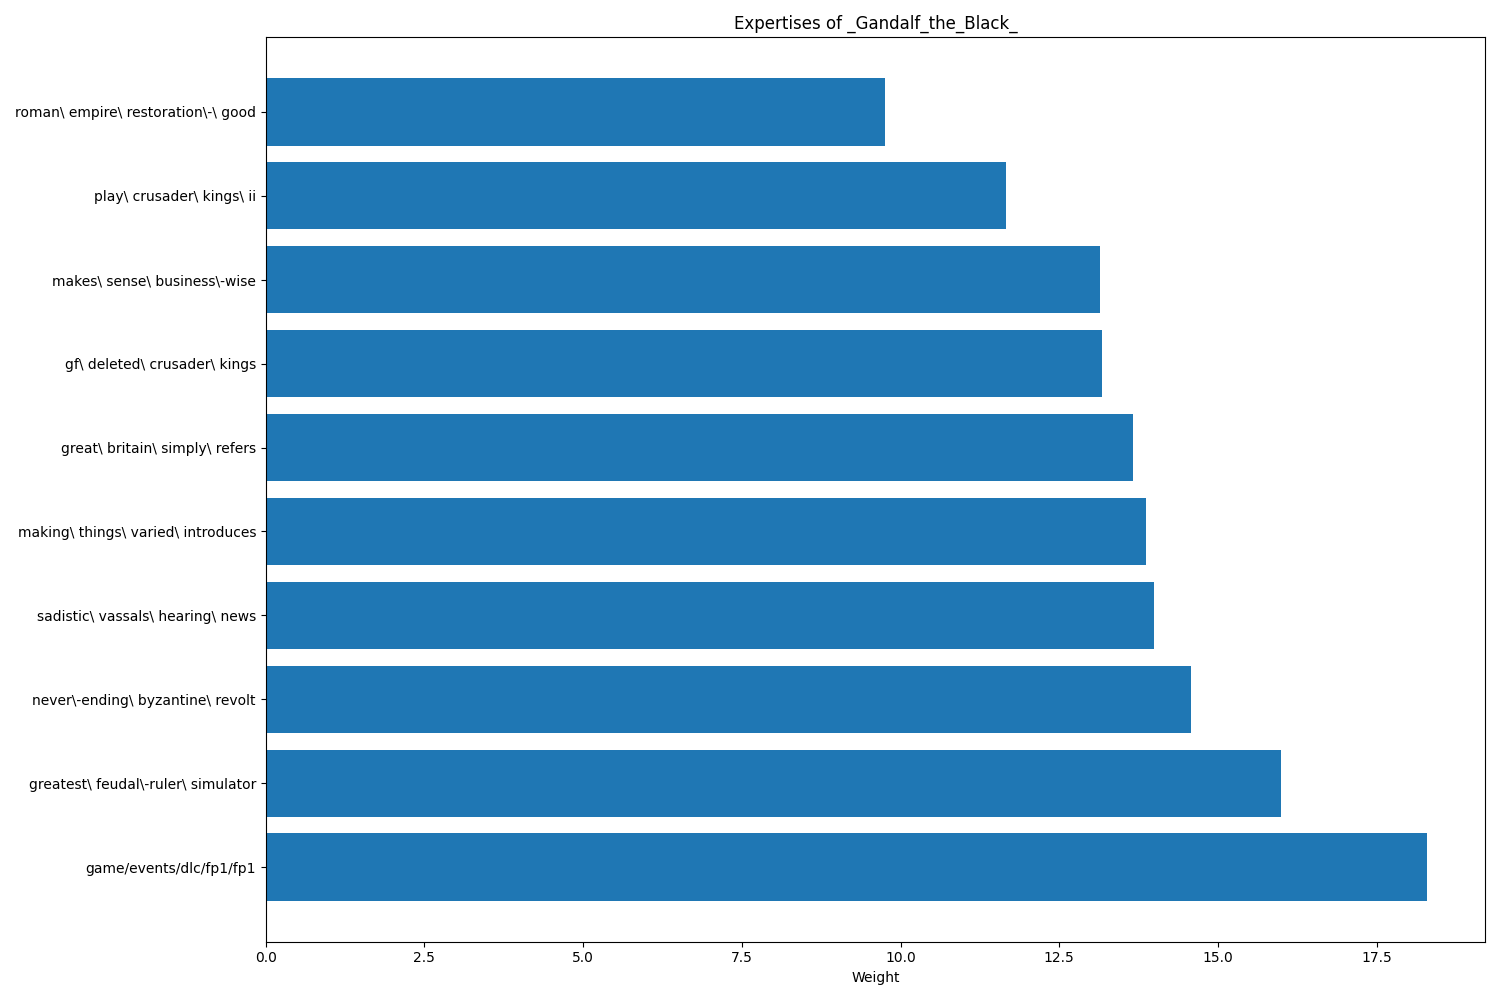 Expertises of _Gandalf_the_Black_
roman\ empire\ restoration\-\ good
play\ crusader\ kings\ ii
makes\ sense\ business\-wise
gf\ deleted\ crusader\ kings
great\ britain\ simply\ refers
making\ things\ varied\ introduces
sadistic\ vassals\ hearing\ news
never\-ending\ byzantine\ revolt
greatest\ feudal\-ruler\ simulator
game/events/dlc/fp1/fp1
0.0 2.5 5.0 7.5 10.0 12.5 15.0 17.5
Weight